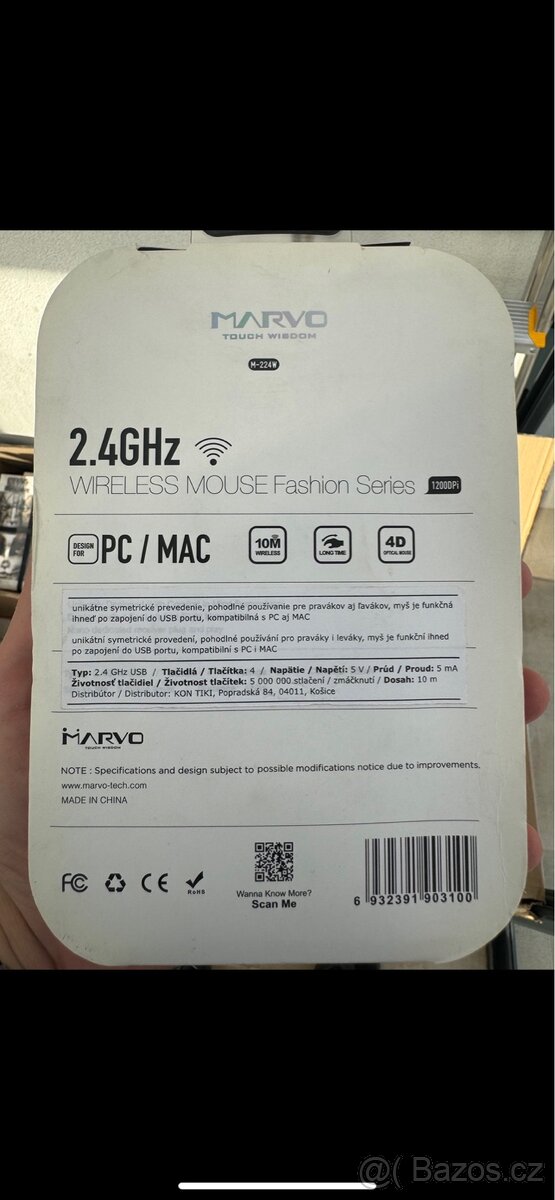 MARVO
TOUCH WISDOM
M-224W
2.4GHz
WIRELESS MOUSE Fashion Series 1200DPi
DESIGN FOR PC / MAC
10M WIRELESS
LONG TIME
4D OPTICAL MOUSE
unikátne symetrické prevedenie, pohodlné používanie pre pravákov aj ľavákov, myš je funkčná
ihneď po zapojení do USB portu, kompatibilná s PC aj MAC
unikátní symetrické provedení, pohodlné používání pro praváky i leváky, myš je funkční ihned
po zapojení do USB portu, kompatibilní s PC i MAC
Typ: 2.4 GHz USB / Tlačidlá / Tlačítka: 4 / Napätie / Napětí: 5 V / Prúd / Proud: 5 mA
Životnosť tlačidiel / Životnost tlačítek: 5 000 000 stlačení / zmáčknutí / Dosah: 10 m
Distribútor / Distributor: KON TIKI, Popradská 84, 04011, Košice
MARVO
TOUCH WISDOM
NOTE : Specifications and design subject to possible modifications notice due to improvements.
www.marvo-tech.com
MADE IN CHINA
FC CE RoHS
Wanna Know More?
Scan Me
6 932391 903100
@( Bazos.cz